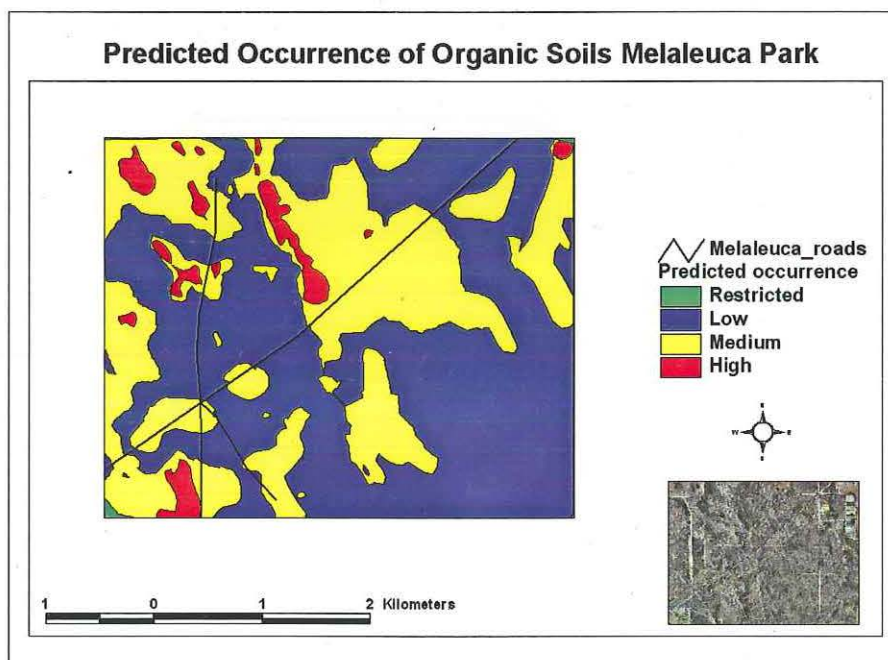 Predicted Occurrence of Organic Soils Melaleuca Park
Melaleuca_roads
Predicted occurrence
Restricted
Low
Medium
High
W
1 0 1 2 Kilometers